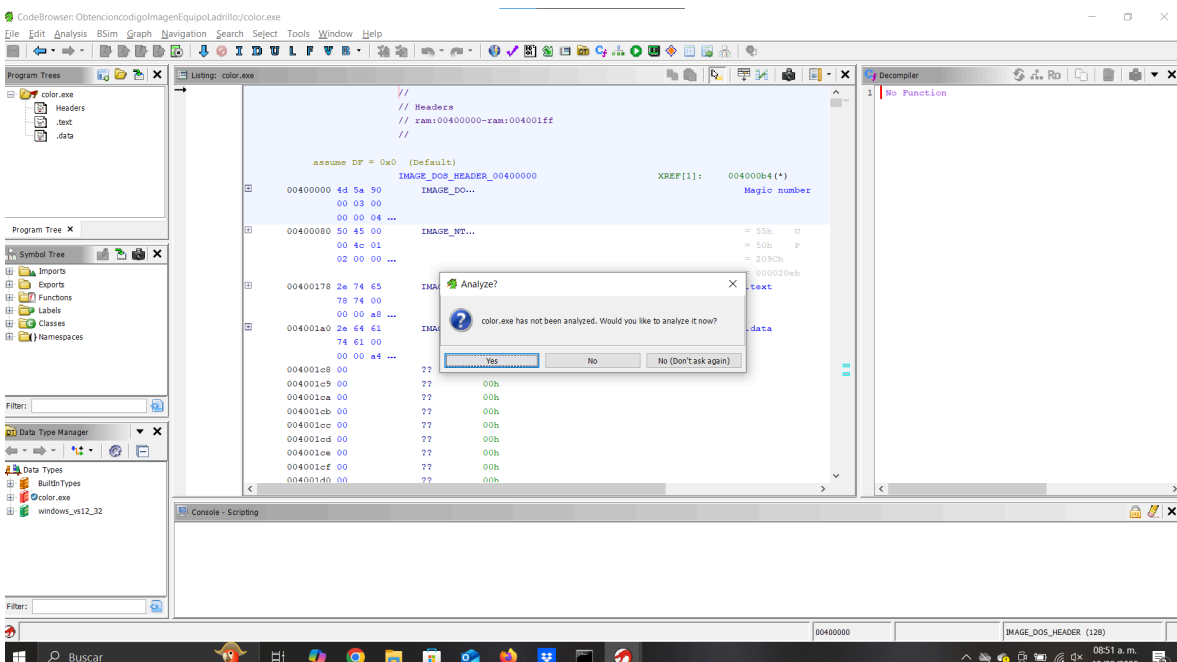 CodeBrowser: ObtencioncodigoImagenEquipoLadrillo:/color.exe
File Edit Analysis BSim Graph Navigation Search Select Tools Window Help
I D U L F V B
Program Trees
color.exe
Headers
.text
.data
Program Tree
Symbol Tree
Imports
Exports
Functions
Labels
Classes
Namespaces
Filter:
Data Type Manager
Data Types
BuiltInTypes
color.exe
windows_vs12_32
Filter:
Listing: color.exe
//
// Headers
// ram:00400000-ram:004001ff
//
assume DF = 0x0 (Default)
IMAGE_DOS_HEADER_00400000 XREF[1]: 004000b4(*)
00400000 4d 5a 90 IMAGE_DO... Magic number
00 03 00
00 00 04 ...
00400080 50 45 00 IMAGE_NT... = 55h U
00 4c 01 = 50h P
02 00 00 ... = 209Ch
= 000020eb
00400178 2e 74 65 IMA .text
78 74 00
00 00 a8 ...
004001a0 2e 64 61 IMA .data
74 61 00
00 00 a4 ...
004001c8 00 ??
004001c9 00 ?? 00h
004001ca 00 ?? 00h
004001cb 00 ?? 00h
004001cc 00 ?? 00h
004001cd 00 ?? 00h
004001ce 00 ?? 00h
004001cf 00 ?? 00h
004001d0 00 ?? 00h
Analyze?
color.exe has not been analyzed. Would you like to analyze it now?
Yes No No (Don't ask again)
Decompiler
Ro
1 No Function
Console - Scripting
00400000 IMAGE_DOS_HEADER (128)
Buscar
08:51 a. m.